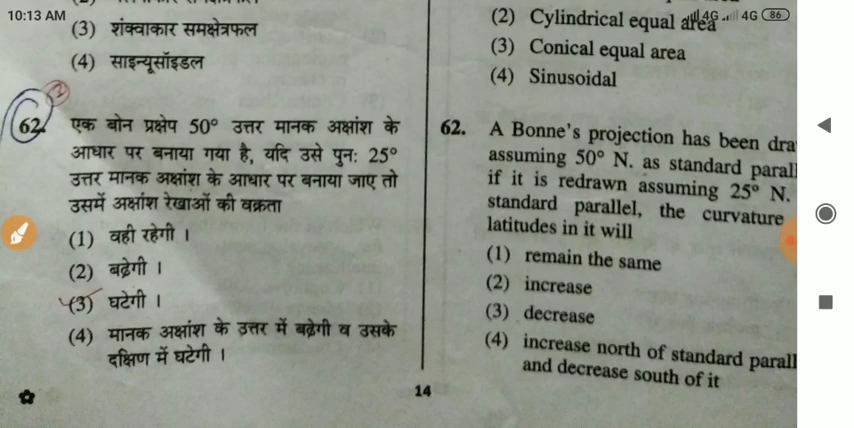 10:13 AM
4G 4G 86
(3) शंक्वाकार समक्षेत्रफल
(4) साइन्यूसॉइडल
62. एक बोन प्रक्षेप 50° उत्तर मानक अक्षांश के
आधार पर बनाया गया है, यदि उसे पुनः 25°
उत्तर मानक अक्षांश के आधार पर बनाया जाए तो
उसमें अक्षांश रेखाओं की वक्रता
(1) वही रहेगी ।
(2) बढ़ेगी ।
(3) घटेगी ।
(4) मानक अक्षांश के उत्तर में बढ़ेगी व उसके
दक्षिण में घटेगी ।
(2) Cylindrical equal area
(3) Conical equal area
(4) Sinusoidal
62. A Bonne's projection has been dra
assuming 50° N. as standard parall
if it is redrawn assuming 25° N.
standard parallel, the curvature
latitudes in it will
(1) remain the same
(2) increase
(3) decrease
(4) increase north of standard parall
and decrease south of it
14